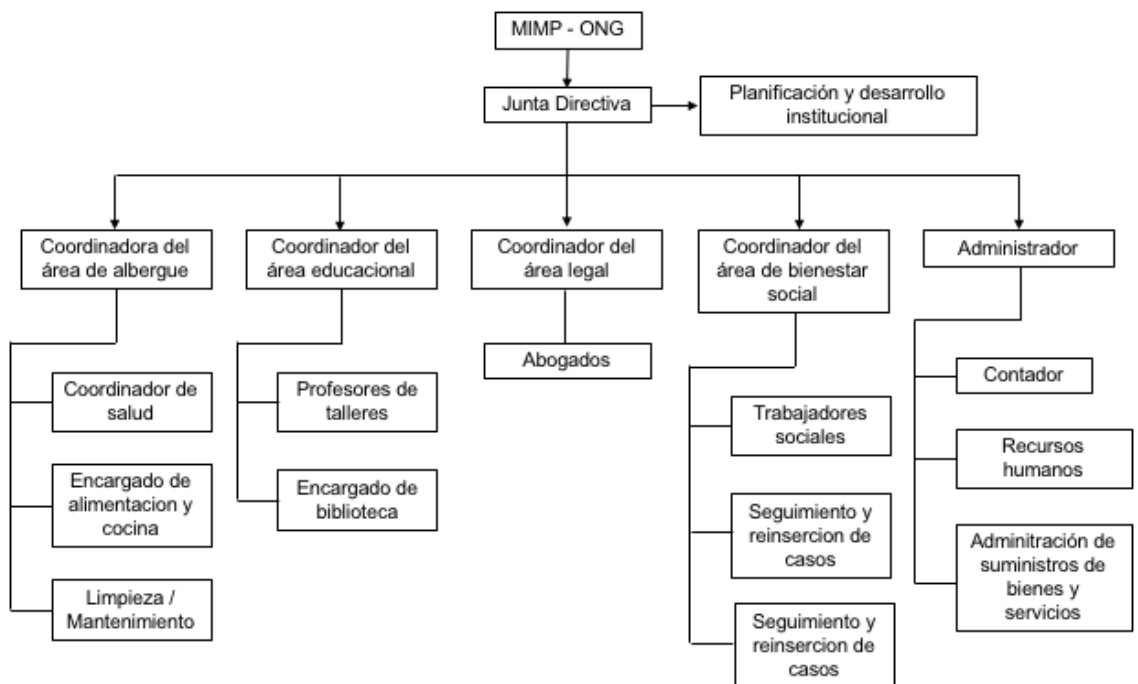 MIMP - ONG
Junta Directiva
Planificación y desarrollo
institucional
Coordinadora del
área de albergue
Coordinador del
área educacional
Coordinador del
área legal
Coordinador del
área de bienestar
social
Administrador
Coordinador de
salud
Encargado de
alimentacion y
cocina
Limpieza /
Mantenimiento
Profesores de
talleres
Encargado de
biblioteca
Abogados
Trabajadores
sociales
Seguimiento y
reinsercion de
casos
Seguimiento y
reinsercion de
casos
Contador
Recursos
humanos
Adminitración de
suministros de
bienes y
servicios